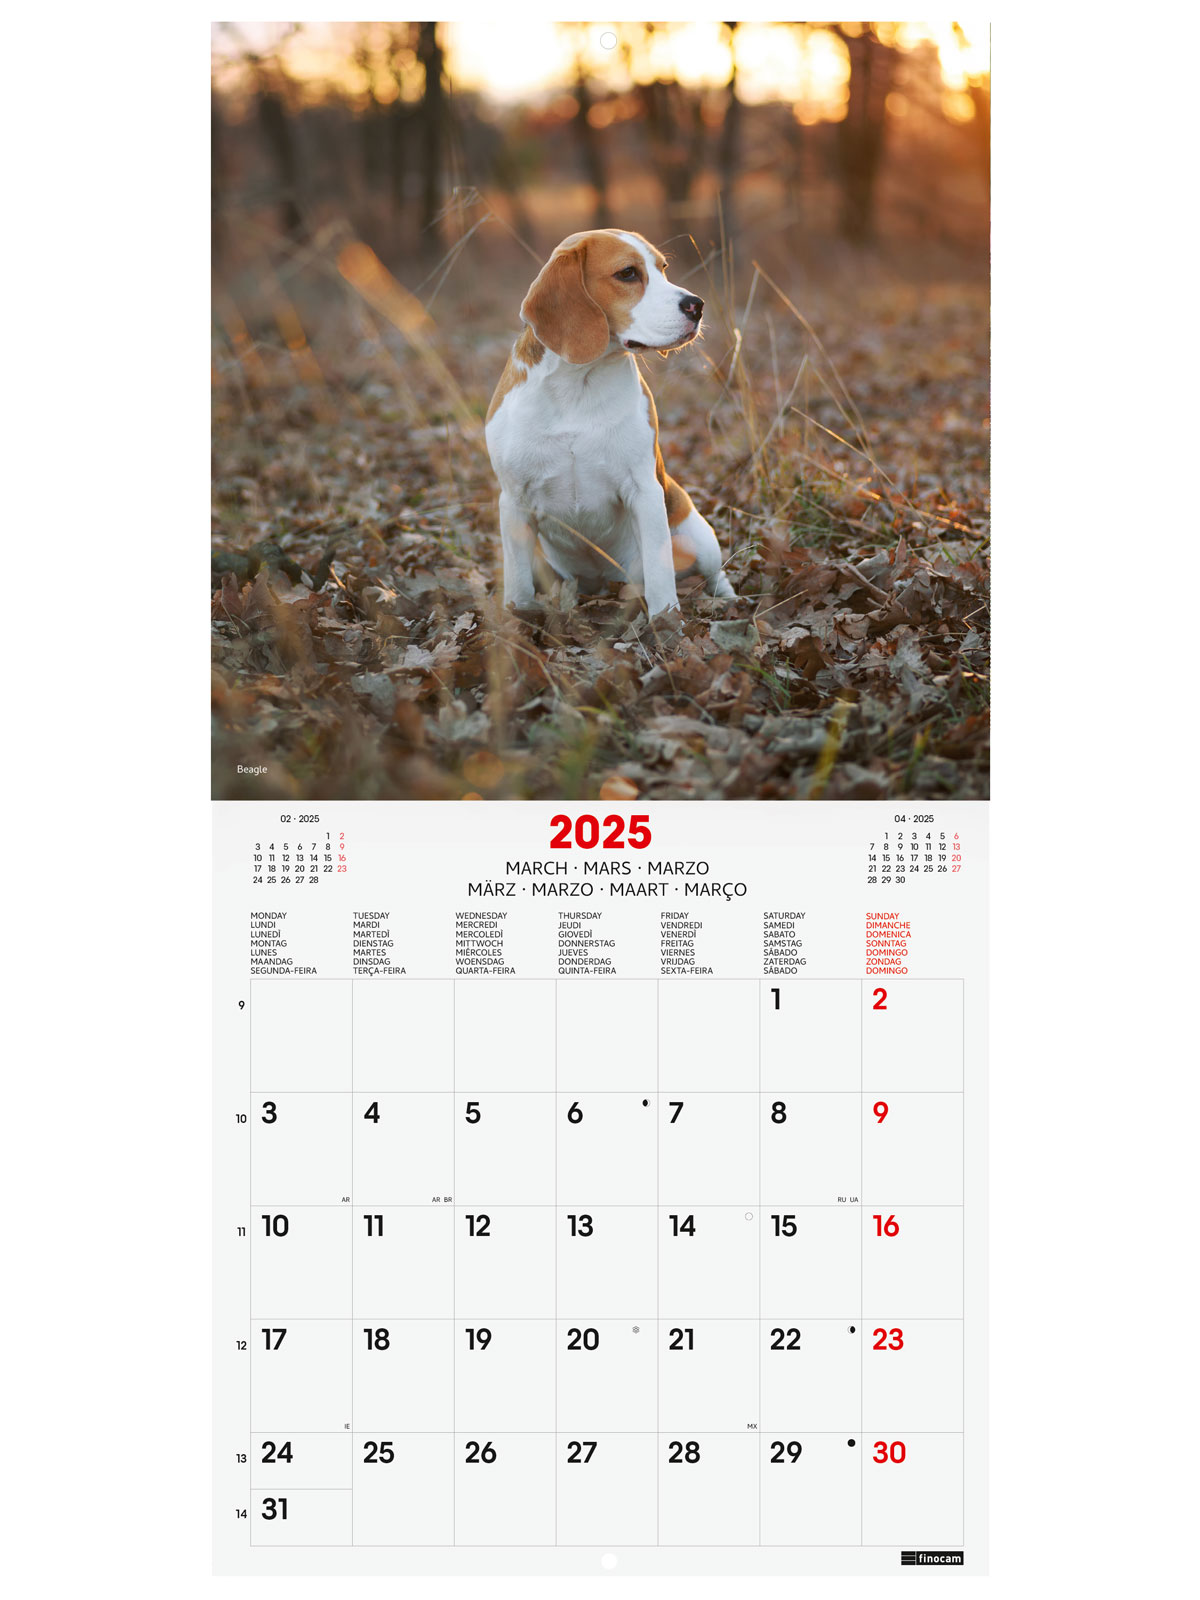 Beagle
02 · 2025
1 2
3 4 5 6 7 8 9
10 11 12 13 14 15 16
17 18 19 20 21 22 23
24 25 26 27 28
2025
MARCH · MARS · MARZO
MÄRZ · MARZO · MAART · MARÇO
04 · 2025
1 2 3 4 5 6
7 8 9 10 11 12 13
14 15 16 17 18 19 20
21 22 23 24 25 26 27
28 29 30
MONDAY TUESDAY WEDNESDAY THURSDAY FRIDAY SATURDAY SUNDAY
LUNDI MARDI MERCREDI JEUDI VENDREDI SAMEDI DIMANCHE
LUNEDÌ MARTEDÌ MERCOLEDÌ GIOVEDÌ VENERDÌ SABATO DOMENICA
MONTAG DIENSTAG MITTWOCH DONNERSTAG FREITAG SAMSTAG SONNTAG
LUNES MARTES MIÉRCOLES JUEVES VIERNES SÁBADO DOMINGO
MAANDAG DINSDAG WOENSDAG DONDERDAG VRIJDAG ZATERDAG ZONDAG
SEGUNDA-FEIRA TERÇA-FEIRA QUARTA-FEIRA QUINTA-FEIRA SEXTA-FEIRA SÁBADO DOMINGO
9 1 2
10 3 4 5 6 7 8 9
AR AR BR RU UA
11 10 11 12 13 14 15 16
12 17 18 19 20 21 22 23
IE MX
13 24 25 26 27 28 29 30
14 31
finocam